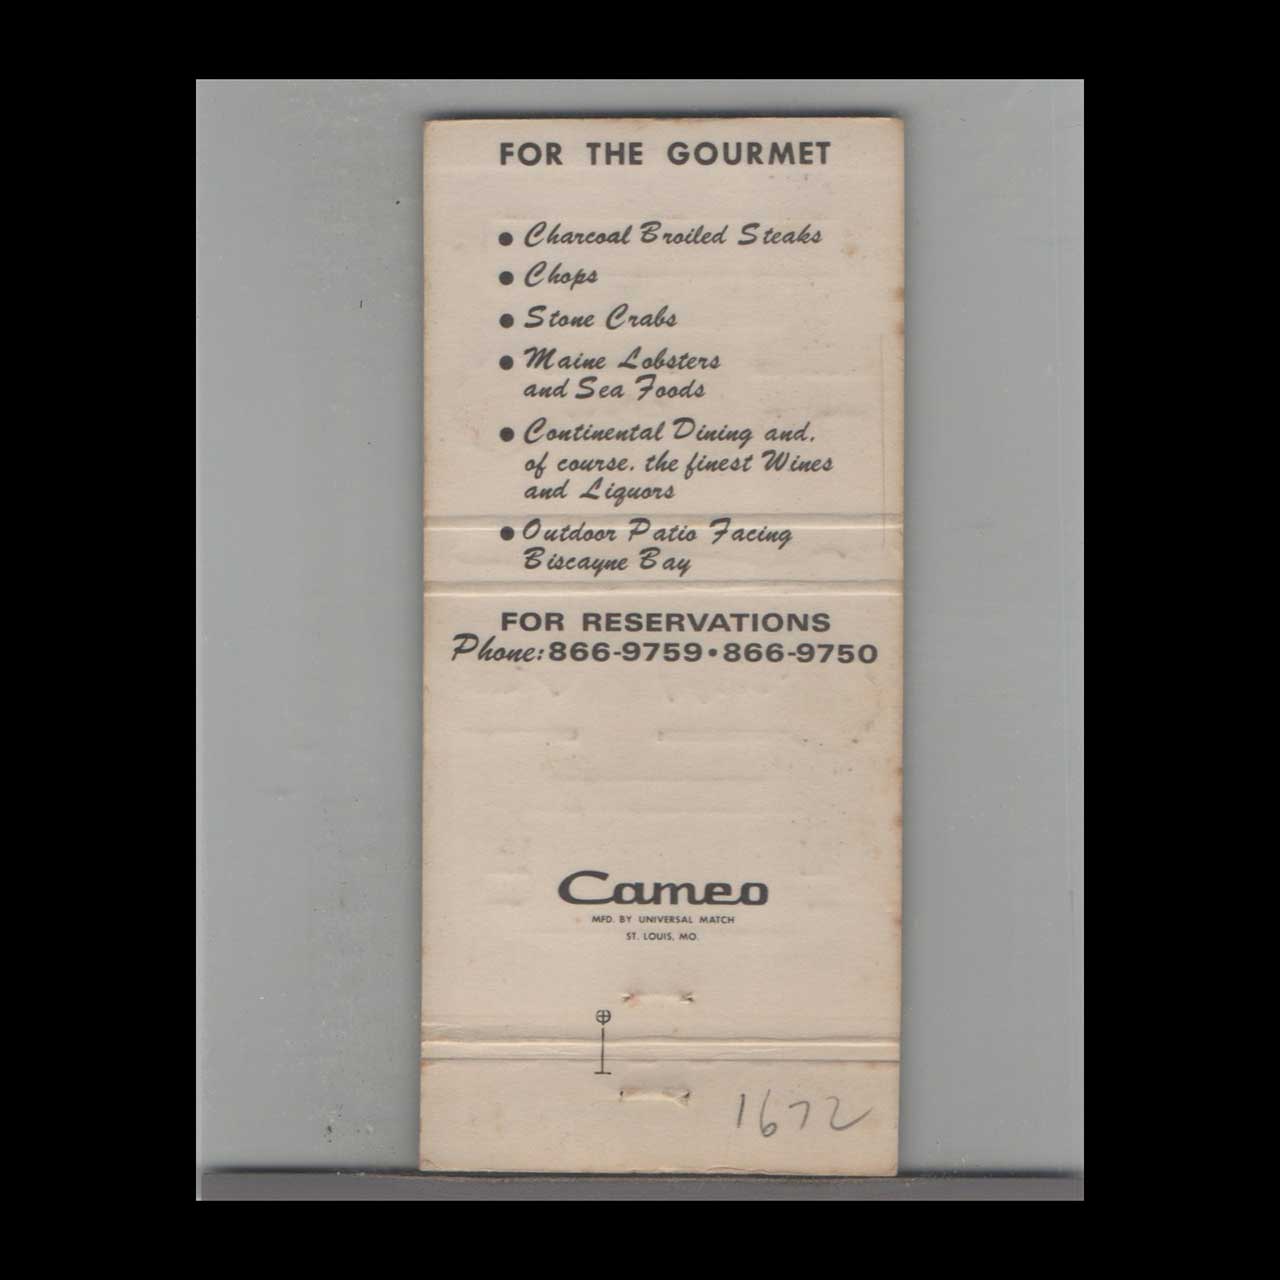 FOR THE GOURMET
● Charcoal Broiled Steaks
● Chops
● Stone Crabs
● Maine Lobsters
and Sea Foods
● Continental Dining and,
of course, the finest Wines
and Liquors
● Outdoor Patio Facing
Biscayne Bay
FOR RESERVATIONS
Phone: 866-9759 • 866-9750
Cameo
MFD. BY UNIVERSAL MATCH
ST. LOUIS, MO.
1672